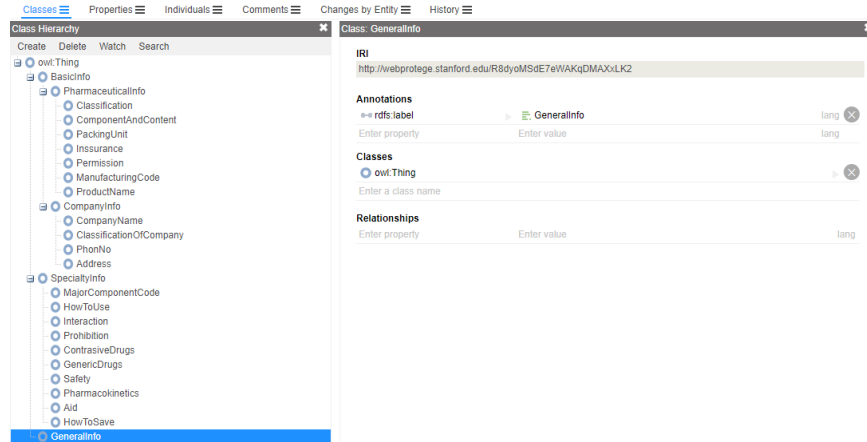 Classes Properties Individuals Comments Changes by Entity History
Class Hierarchy
Create Delete Watch Search
owl:Thing
BasicInfo
PharmaceuticalInfo
Classification
ComponentAndContent
PackingUnit
Inssurance
Permission
ManufacturingCode
ProductName
CompanyInfo
CompanyName
ClassificationOfCompany
PhonNo
Address
SpecialtyInfo
MajorComponentCode
HowToUse
Interaction
Prohibition
ContrasiveDrugs
GenericDrugs
Safety
Pharmacokinetics
Aid
HowToSave
GeneralInfo
Class: GeneralInfo
IRI
http://webprotege.stanford.edu/R8dyoMSdE7eWAKqDMAXxLK2
Annotations
rdfs:label GeneralInfo lang
Enter property Enter value lang
Classes
owl:Thing
Enter a class name
Relationships
Enter property Enter value lang